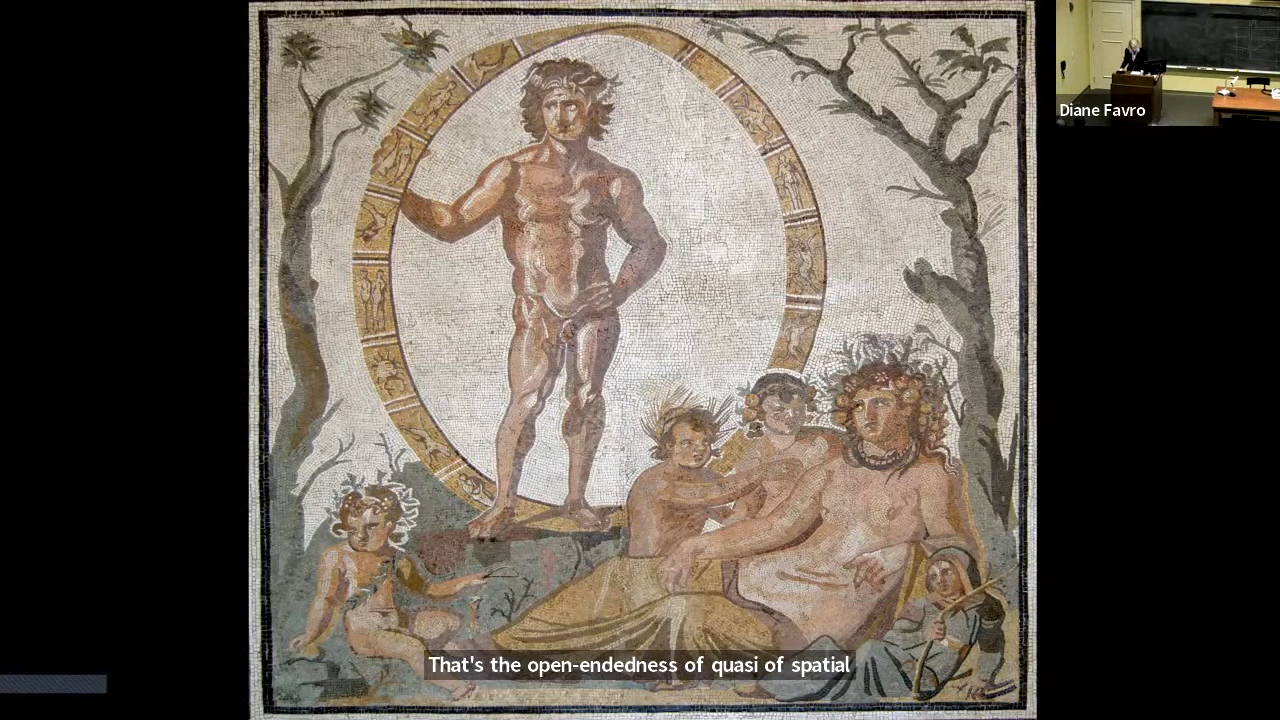 Diane Favro
That's the open-endedness of quasi of spatial